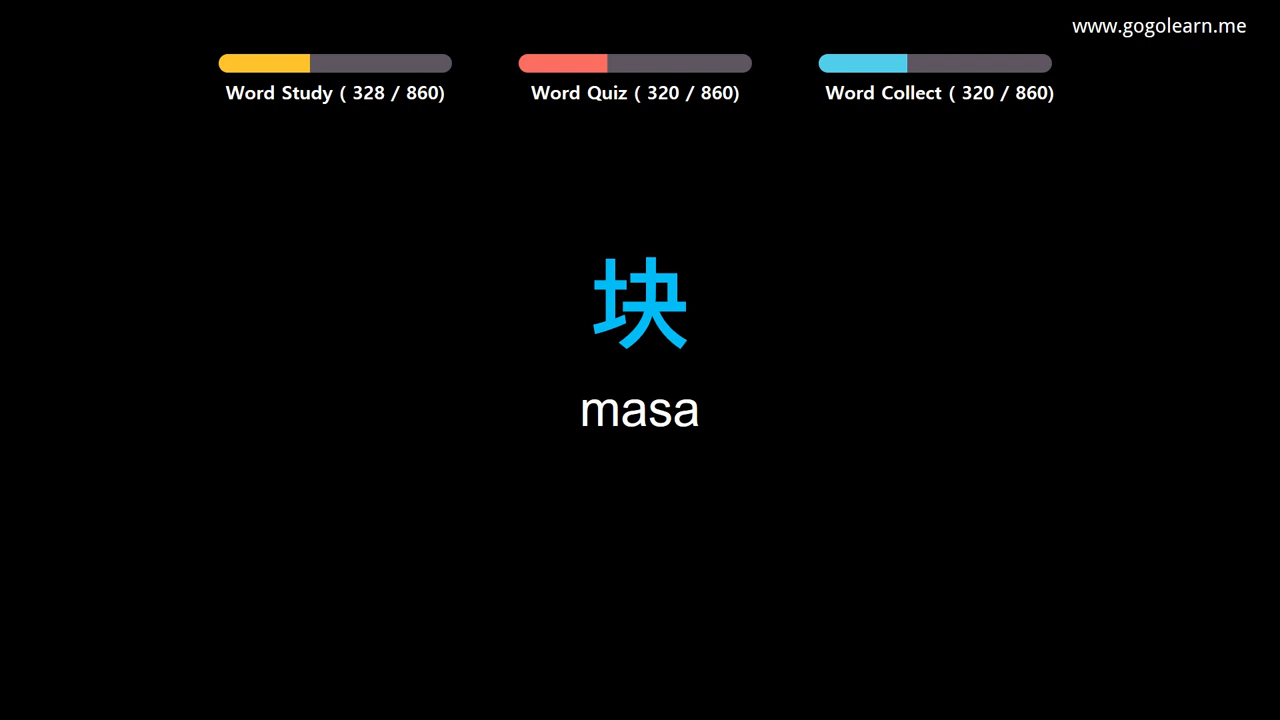 www.gogolearn.me
Word Study ( 328 / 860)
Word Quiz ( 320 / 860)
Word Collect ( 320 / 860)
块
masa